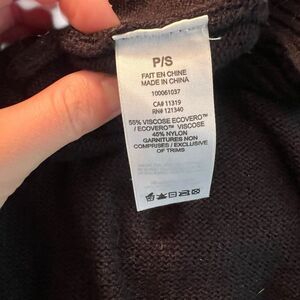 P/S
FAIT EN CHINE
MADE IN CHINA
100061037
CA# 11319
RN# 121340
55% VISCOSE ECOVERO™
/ ECOVERO™ VISCOSE
45% NYLON
GARNITURES NON
COMPRISES / EXCLUSIVE
OF TRIMS